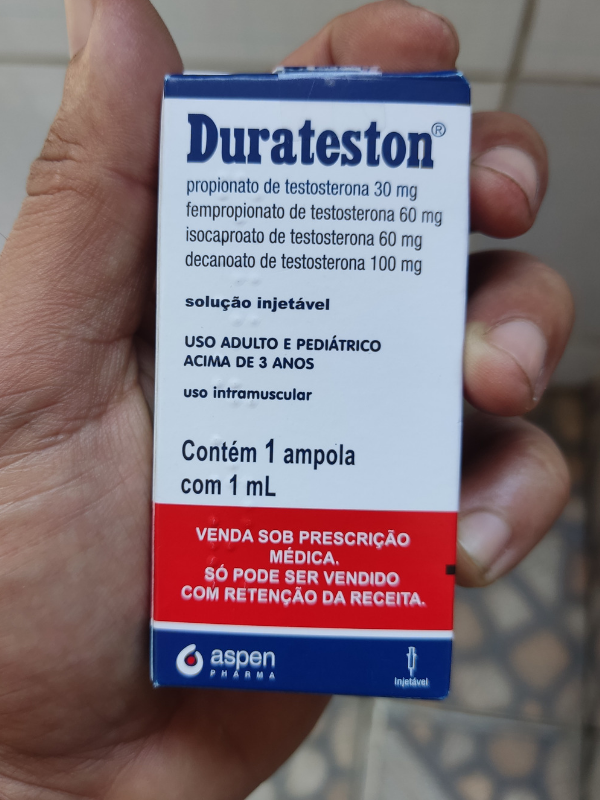 Durateston®
propionato de testosterona 30 mg
fempropionato de testosterona 60 mg
isocaproato de testosterona 60 mg
decanoato de testosterona 100 mg
solução injetável
USO ADULTO E PEDIÁTRICO
ACIMA DE 3 ANOS
uso intramuscular
Contém 1 ampola
com 1 mL
VENDA SOB PRESCRIÇÃO
MÉDICA.
SÓ PODE SER VENDIDO
COM RETENÇÃO DA RECEITA.
aspen
PHARMA
Injetável